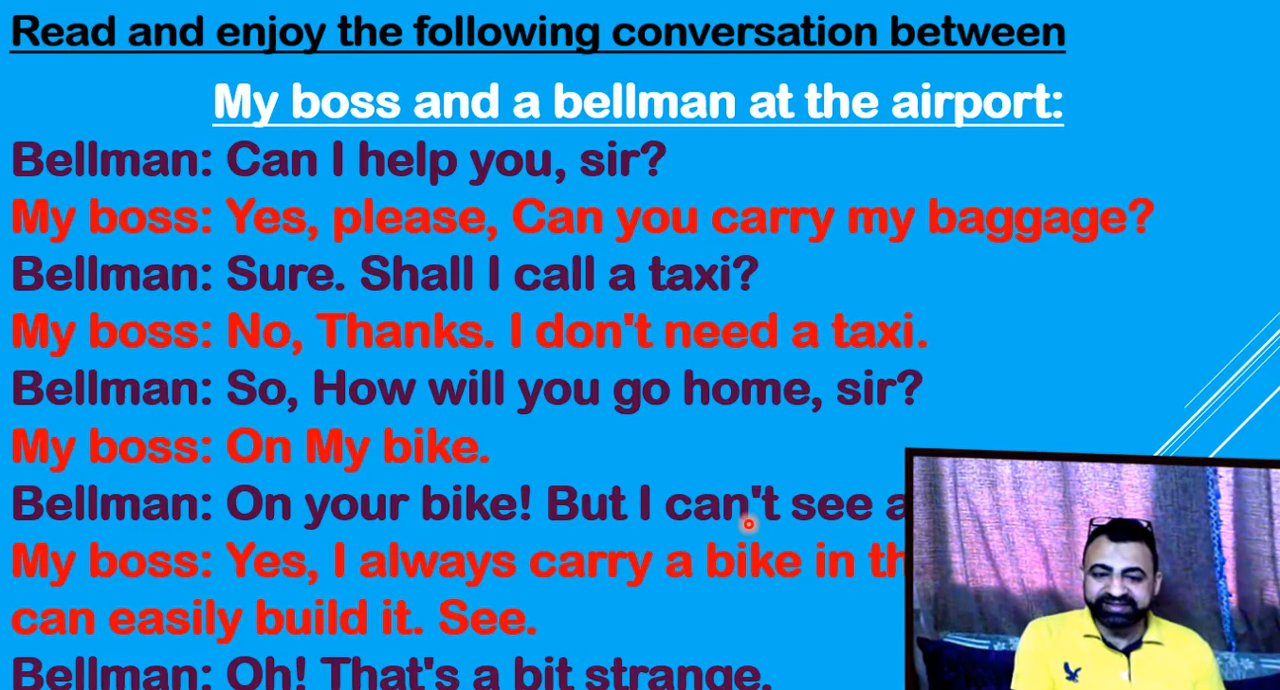 Read and enjoy the following conversation between
My boss and a bellman at the airport:
Bellman: Can I help you, sir?
My boss: Yes, please, Can you carry my baggage?
Bellman: Sure. Shall I call a taxi?
My boss: No, Thanks. I don't need a taxi.
Bellman: So, How will you go home, sir?
My boss: On My bike.
Bellman: On your bike! But I can't see
My boss: Yes, I always carry a bike in
can easily build it. See.
Bellman: Oh! That's a bit strange.